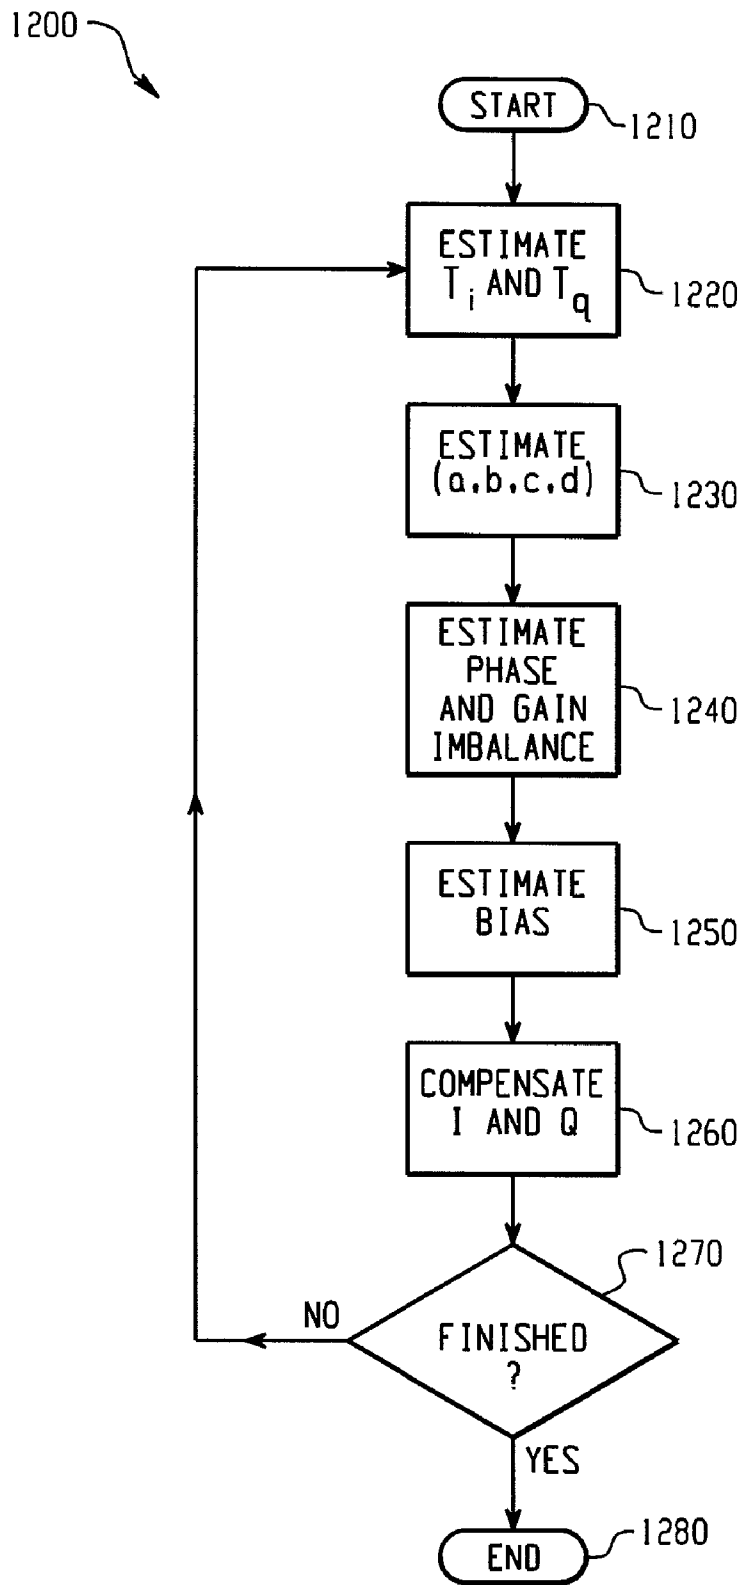 1200
START
1210
ESTIMATE
Ti AND Tq
1220
ESTIMATE
(a,b,c,d)
1230
ESTIMATE
PHASE
AND GAIN
IMBALANCE
1240
ESTIMATE
BIAS
1250
COMPENSATE
I AND Q
1260
1270
NO
FINISHED
?
YES
END
1280